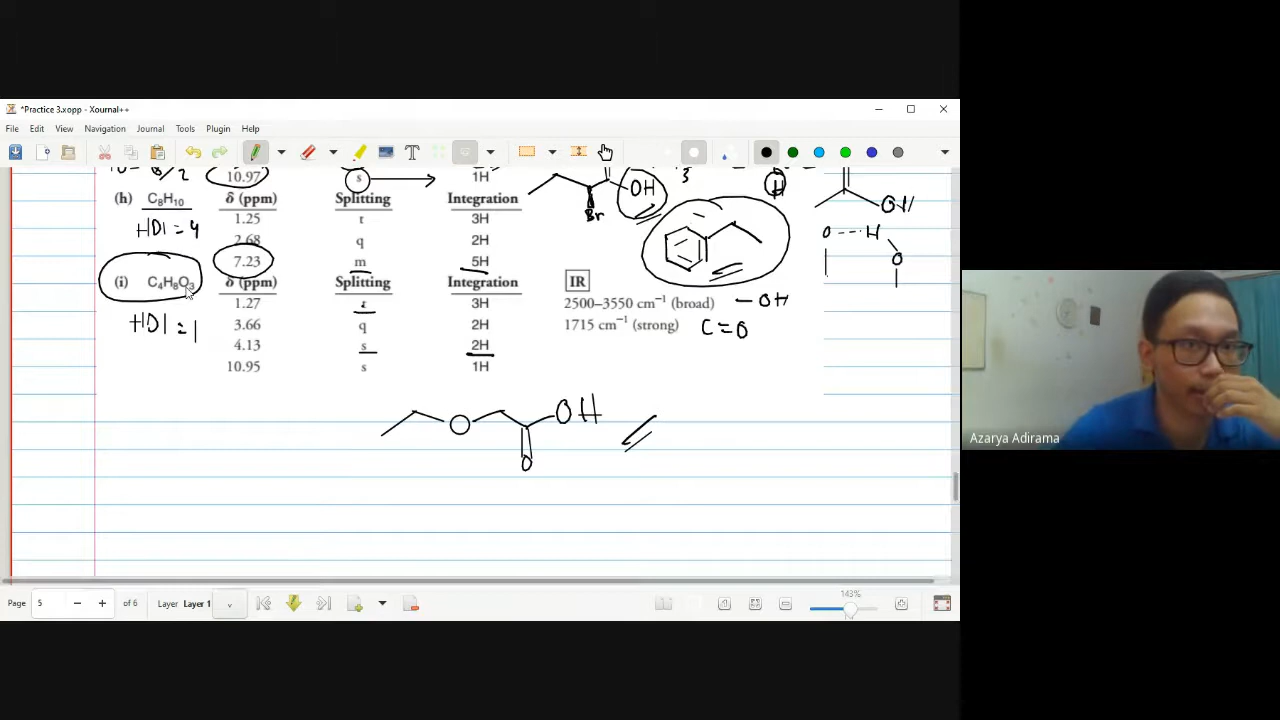 *Practice 3.xopp - Xournal++
File Edit View Navigation Journal Tools Plugin Help
10.97 s 1H
(h) C8H10 δ (ppm) Splitting Integration
HDI = 4
1.25 t 3H
2.68 q 2H
7.23 m 5H
OH
Br
3
H
OH
O --- H
O
(i) C4H8O3 δ (ppm) Splitting Integration IR
HDI = 1
1.27 t 3H 2500–3550 cm⁻¹ (broad) – OH
3.66 q 2H 1715 cm⁻¹ (strong) C=O
4.13 s 2H
10.95 s 1H
O OH
O
Azarya Adirama
Page 5 of 6 Layer Layer 1 143%